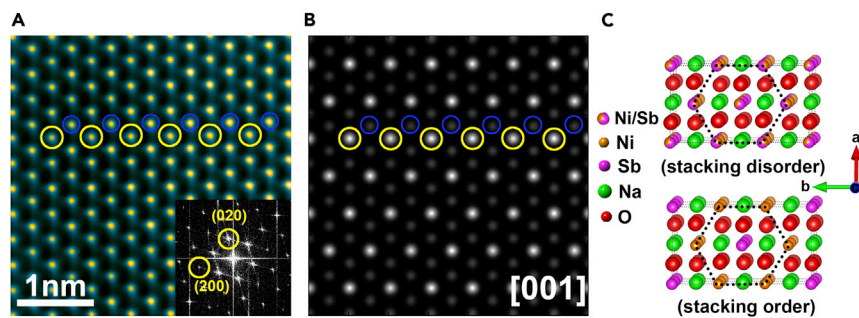 A
B
C
(020)
(200)
1nm
[001]
Ni/Sb
Ni
Sb
Na
O
(stacking disorder)
a
b
(stacking order)